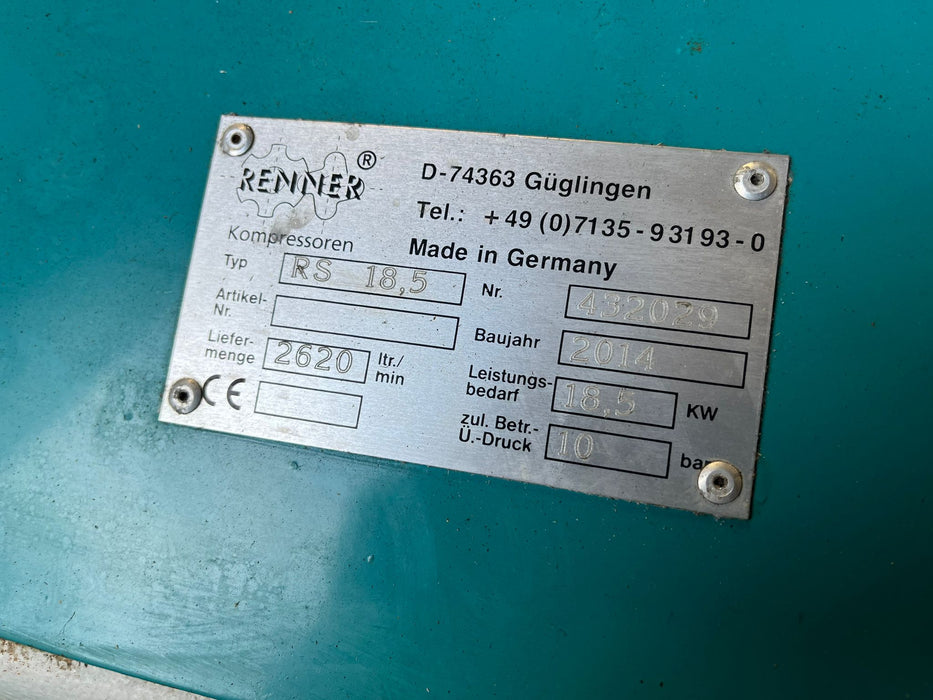 RENNER®
Kompressoren
D-74363 Güglingen
Tel.: +49 (0)7135-93193-0
Made in Germany
Typ RS 18,5
Nr. 432029
Artikel-
Nr.
Baujahr 2014
Liefer-
menge 2620 ltr./
min
Leistungs-
bedarf 18,5 KW
CE
zul. Betr.-
Ü.-Druck 10 bar